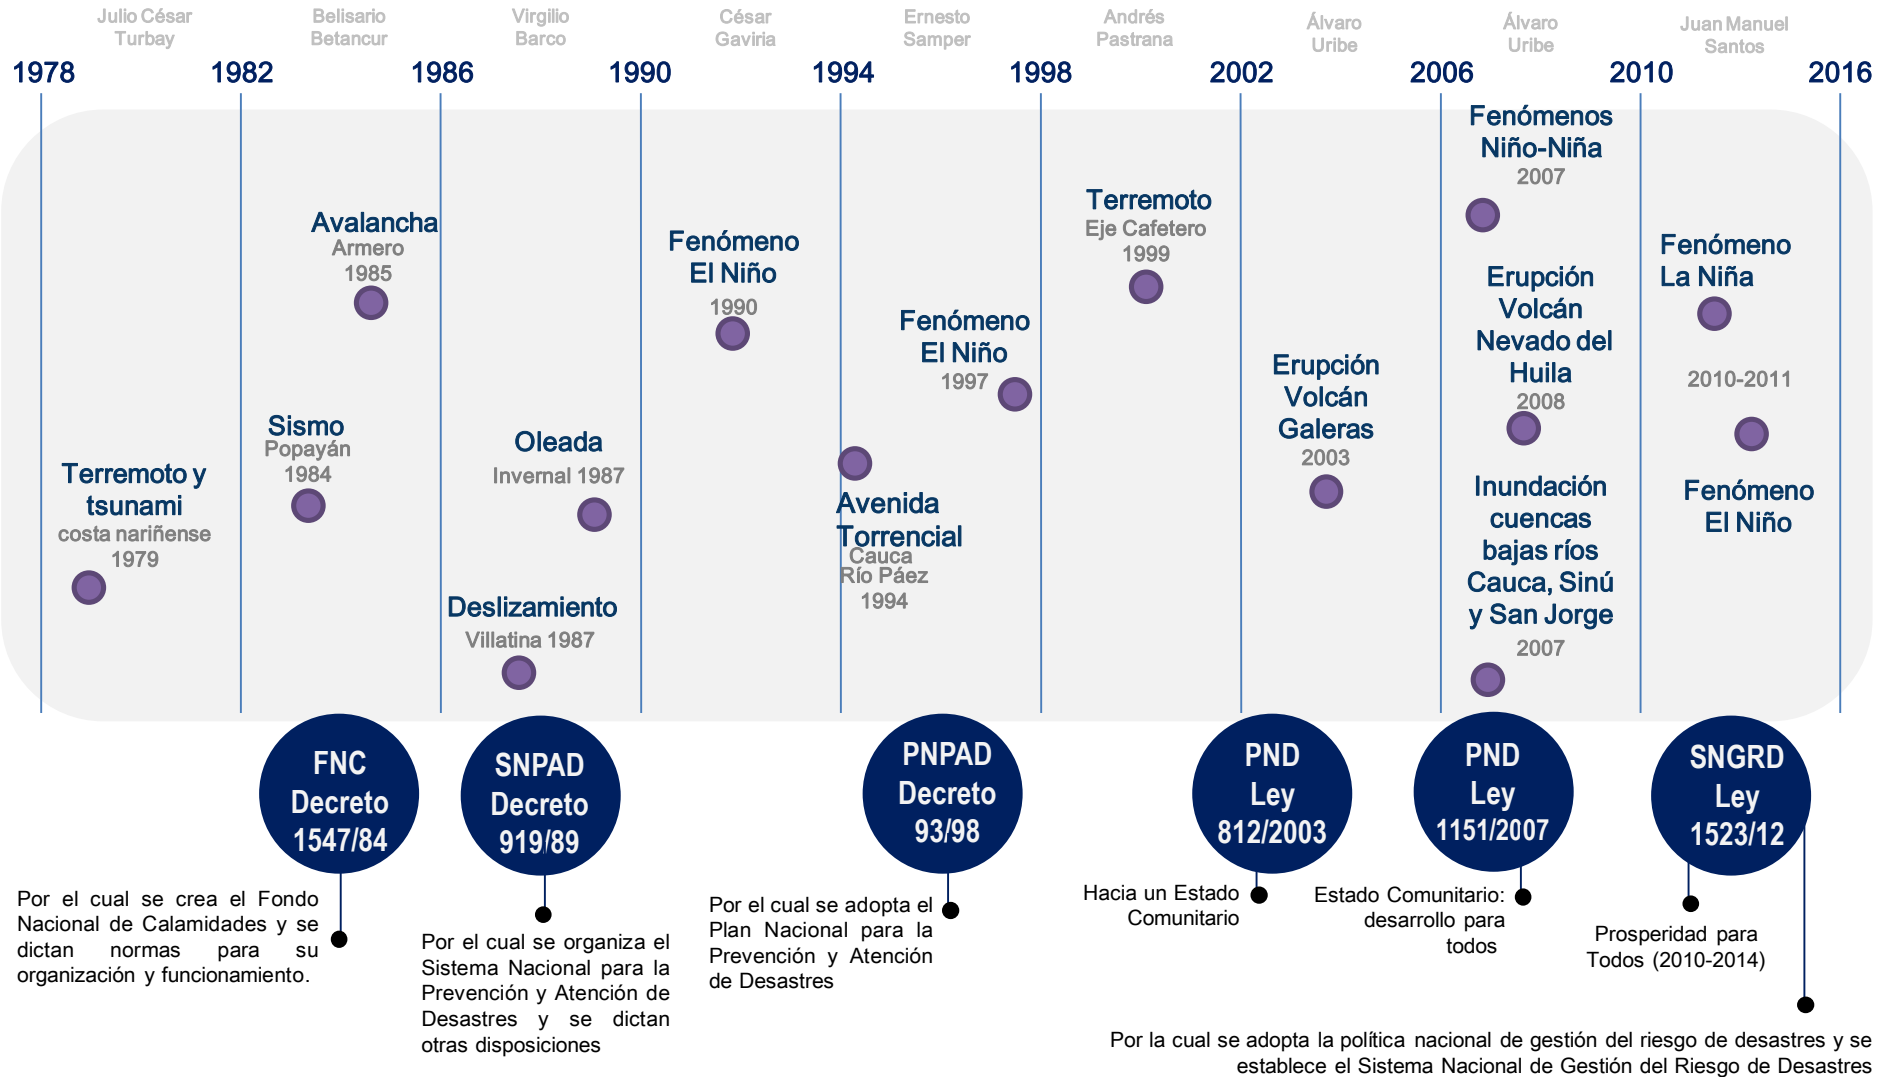 Julio César
Turbay
Belisario
Betancur
Virgilio
Barco
César
Gaviria
Ernesto
Samper
Andrés
Pastrana
Álvaro
Uribe
Álvaro
Uribe
Juan Manuel
Santos
1978
1982
1986
1990
1994
1998
2002
2006
2010
2016
Terremoto y
tsunami
costa nariñense
1979
Avalancha
Armero
1985
Sismo
Popayán
1984
Oleada
Invernal 1987
Deslizamiento
Villatina 1987
Fenómeno
El Niño
1990
Fenómeno
El Niño
1997
Avenida
Torrencial
Cauca
Río Páez
1994
Terremoto
Eje Cafetero
1999
Erupción
Volcán
Galeras
2003
Fenómenos
Niño-Niña
2007
Erupción
Volcán
Nevado del
Huila
2008
Inundación
cuencas
bajas ríos
Cauca, Sinú
y San Jorge
2007
Fenómeno
La Niña
2010-2011
Fenómeno
El Niño
FNC
Decreto
1547/84
SNPAD
Decreto
919/89
PNPAD
Decreto
93/98
PND
Ley
812/2003
PND
Ley
1151/2007
SNGRD
Ley
1523/12
Por el cual se crea el Fondo
Nacional de Calamidades y se
dictan normas para su
organización y funcionamiento.
Por el cual se organiza el
Sistema Nacional para la
Prevención y Atención de
Desastres y se dictan
otras disposiciones
Por el cual se adopta el
Plan Nacional para la
Prevención y Atención
de Desastres
Hacia un Estado
Comunitario
Estado Comunitario:
desarrollo para
todos
Prosperidad para
Todos (2010-2014)
Por la cual se adopta la política nacional de gestión del riesgo de desastres y se
establece el Sistema Nacional de Gestión del Riesgo de Desastres